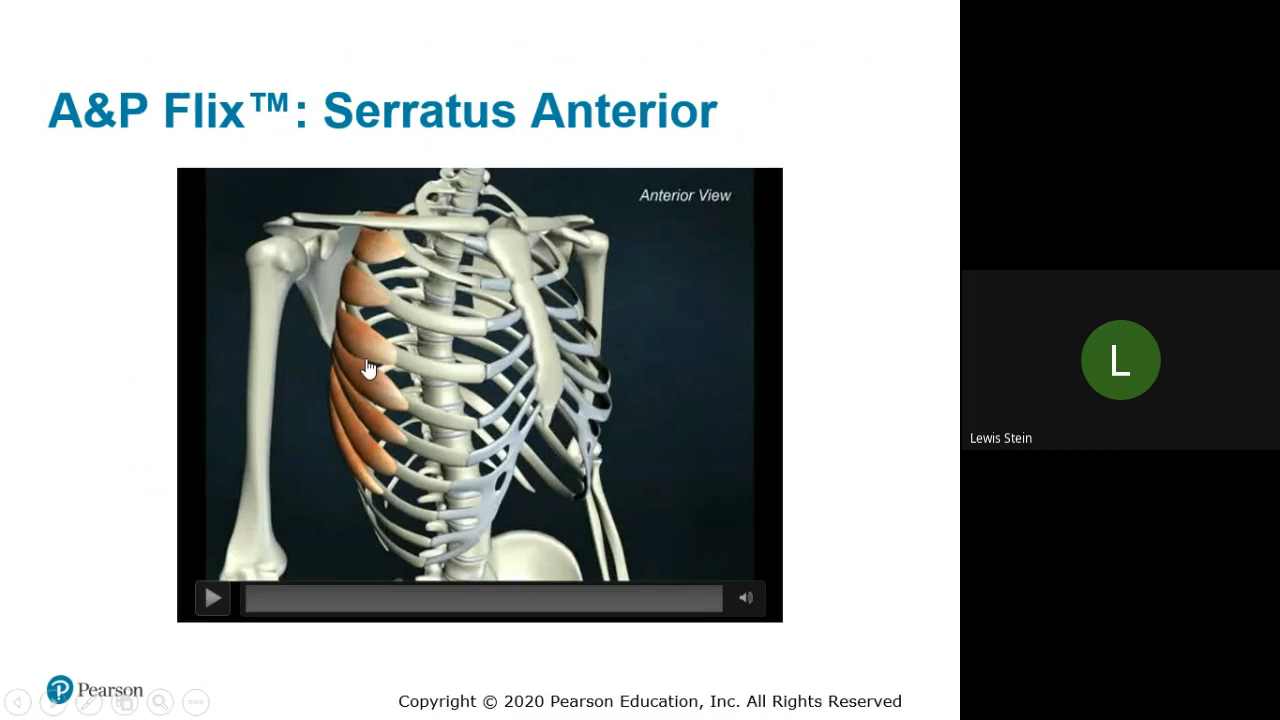 A&P Flix™: Serratus Anterior
Anterior View
L
Lewis Stein
Pearson
Copyright © 2020 Pearson Education, Inc. All Rights Reserved